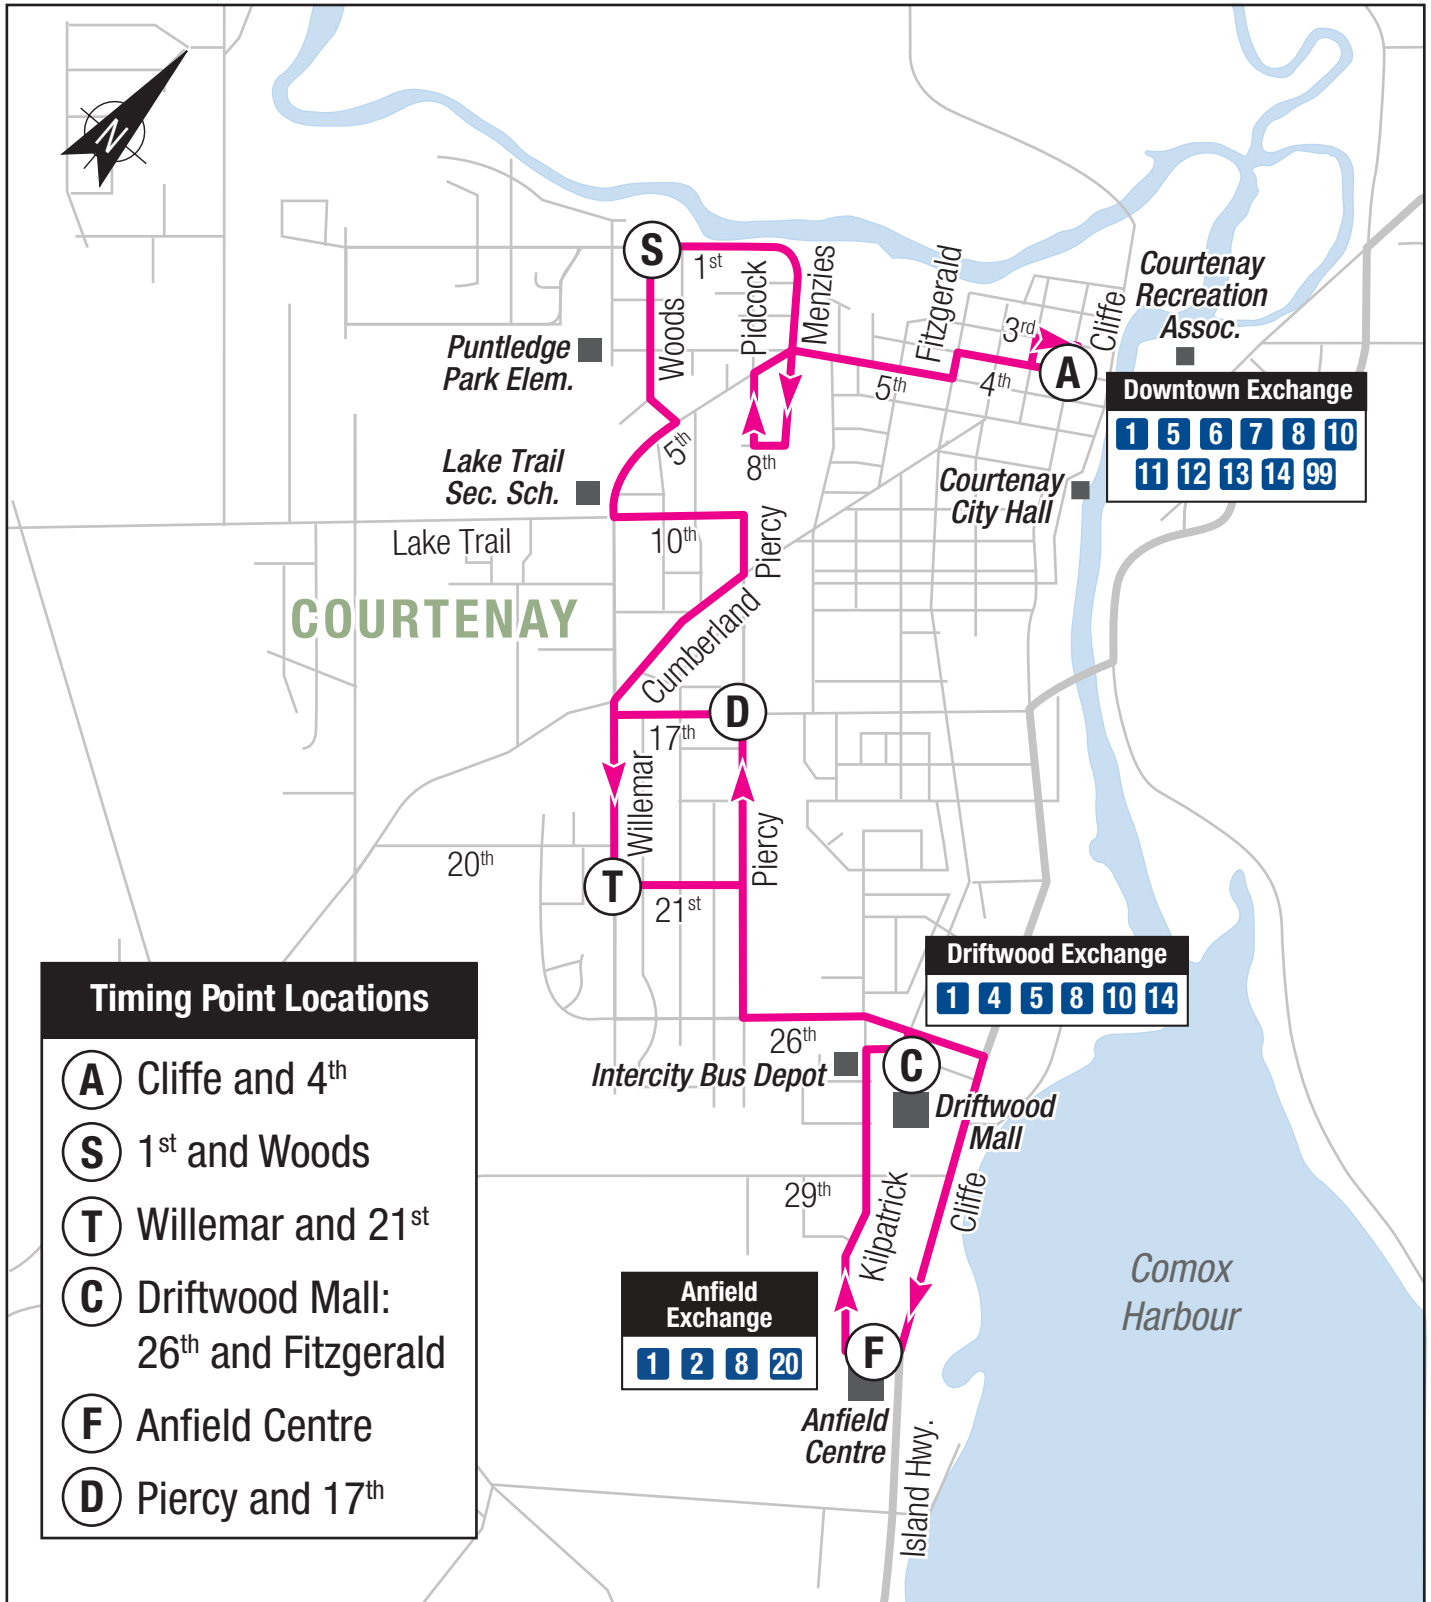 N
S
1st
Woods
Pidcock
Menzies
Fitzgerald
3rd
Cliffe
A
Courtenay
Recreation
Assoc.
Puntledge
Park Elem.
5th
4th
Downtown Exchange
1 5 6 7 8 10
11 12 13 14 99
Lake Trail
Sec. Sch.
5th
8th
Courtenay
City Hall
Lake Trail
10th
Piercy
COURTENAY
Cumberland
D
17th
Willemar
Piercy
20th
T
21st
Driftwood Exchange
1 4 5 8 10 14
26th
Intercity Bus Depot
C
Driftwood
Mall
29th
Kilpatrick
Cliffe
Anfield
Exchange
1 2 8 20
F
Anfield
Centre
Island Hwy.
Comox
Harbour
Timing Point Locations
A Cliffe and 4th
S 1st and Woods
T Willemar and 21st
C Driftwood Mall:
26th and Fitzgerald
F Anfield Centre
D Piercy and 17th